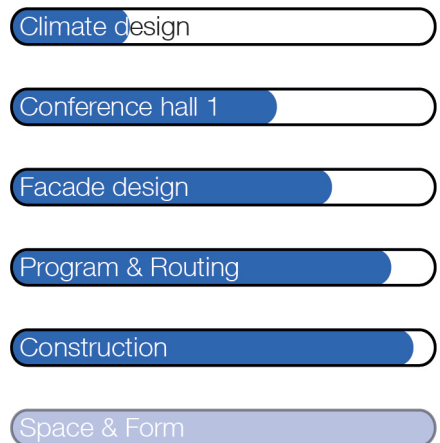 Climate design
Conference hall 1
Facade design
Program & Routing
Construction
Space & Form